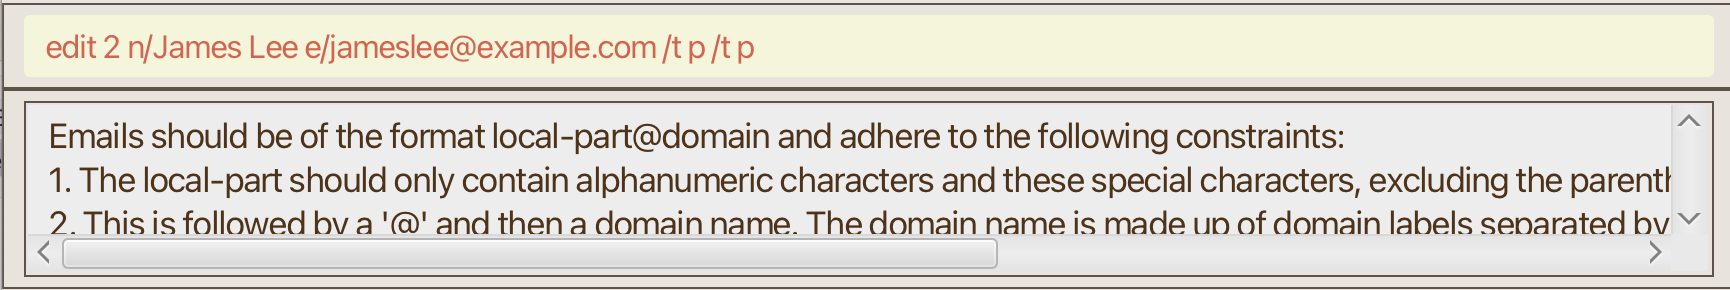 edit 2 n/James Lee e/jameslee@example.com /t p /t p
Emails should be of the format local-part@domain and adhere to the following constraints:
1. The local-part should only contain alphanumeric characters and these special characters, excluding the
2. This is followed by a '@' and then a domain name. The domain name is made up of domain labels separated by